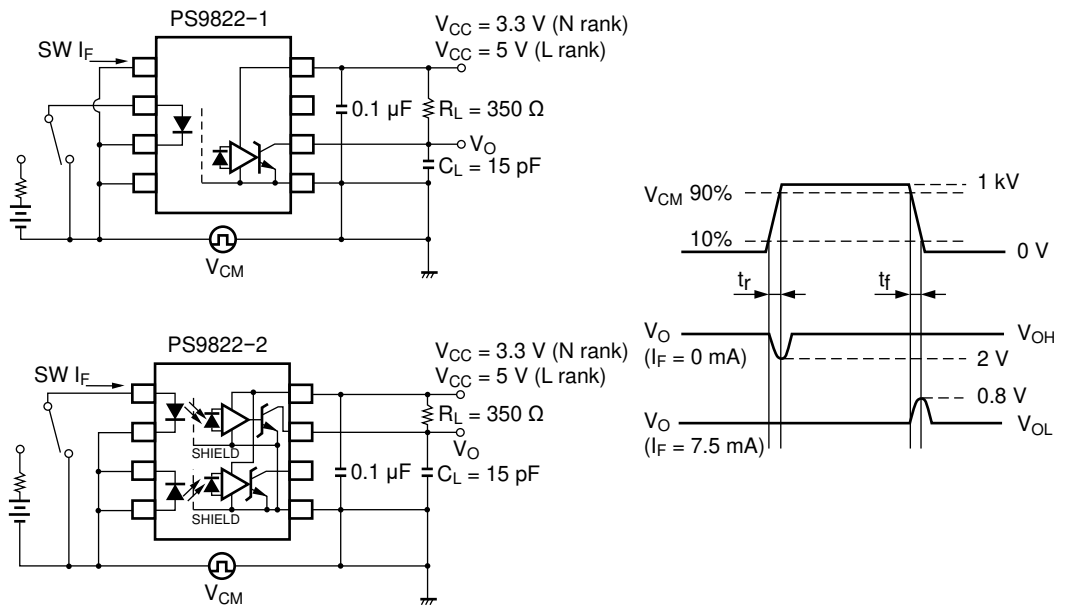 PS9822−1
V_CC = 3.3 V (N rank)
V_CC = 5 V (L rank)
SW I_F
0.1 μF
R_L = 350 Ω
V_O
C_L = 15 pF
V_CM
PS9822−2
V_CC = 3.3 V (N rank)
V_CC = 5 V (L rank)
SW I_F
R_L = 350 Ω
V_O
SHIELD
0.1 μF
C_L = 15 pF
SHIELD
V_CM
V_CM 90%
1 kV
10%
0 V
t_r
t_f
V_O
(I_F = 0 mA)
V_OH
2 V
0.8 V
V_O
(I_F = 7.5 mA)
V_OL